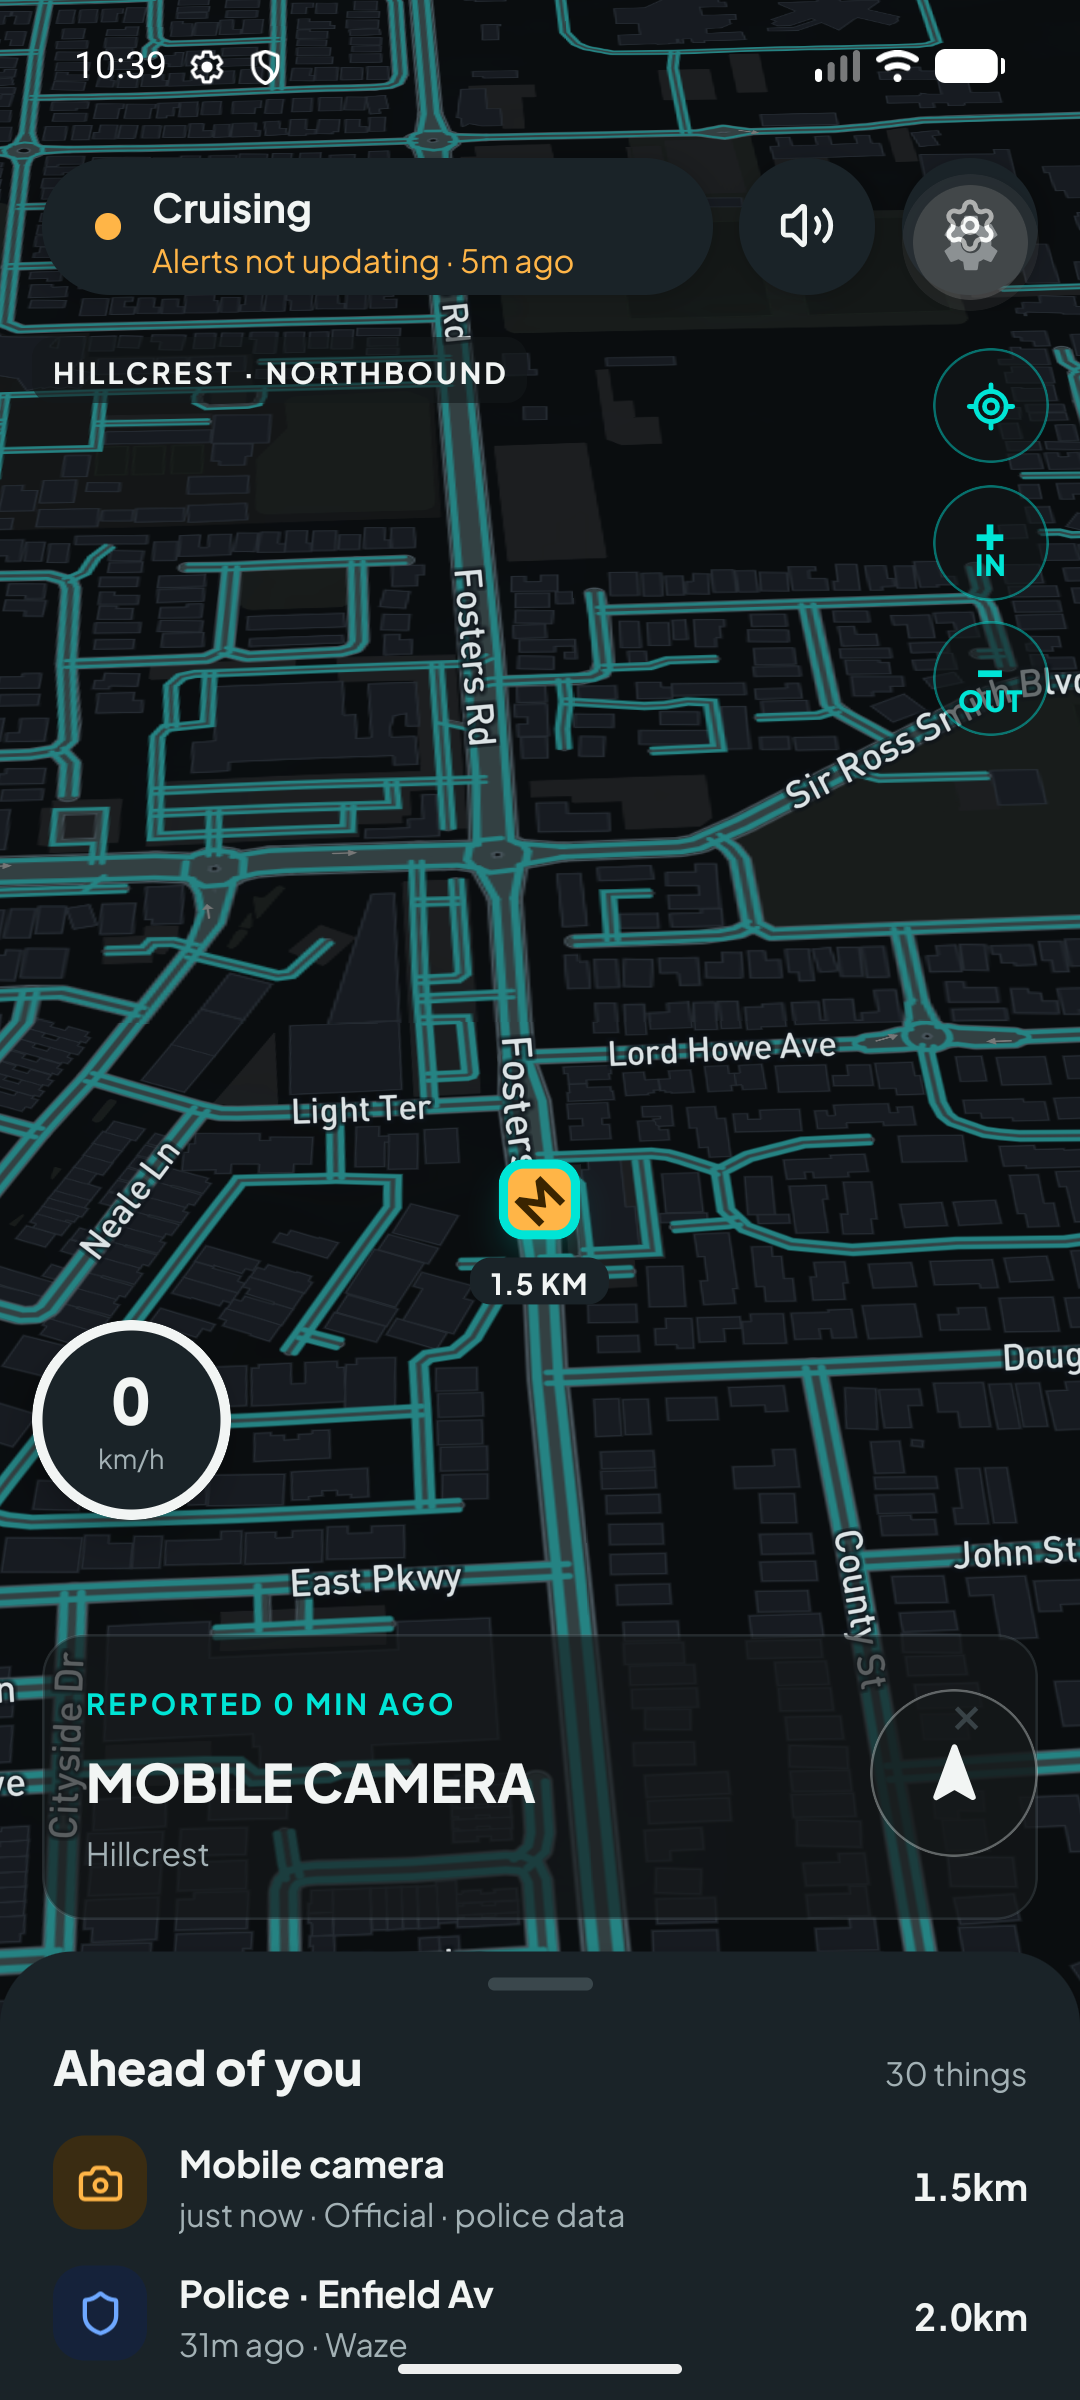 10:39
Cruising
Alerts not updating · 5m ago
Rd
HILLCREST · NORTHBOUND
+
IN
Fosters Rd
−
OUT
Sir Ross Smith Blvd
Lord Howe Ave
Fosters
Light Ter
Neale Ln
M
1.5 KM
0
km/h
Doug
John St
East Pkwy
County St
Cityside Dr
REPORTED 0 MIN AGO
MOBILE CAMERA
Hillcrest
Ahead of you
30 things
Mobile camera
just now · Official · police data
1.5km
Police · Enfield Av
31m ago · Waze
2.0km